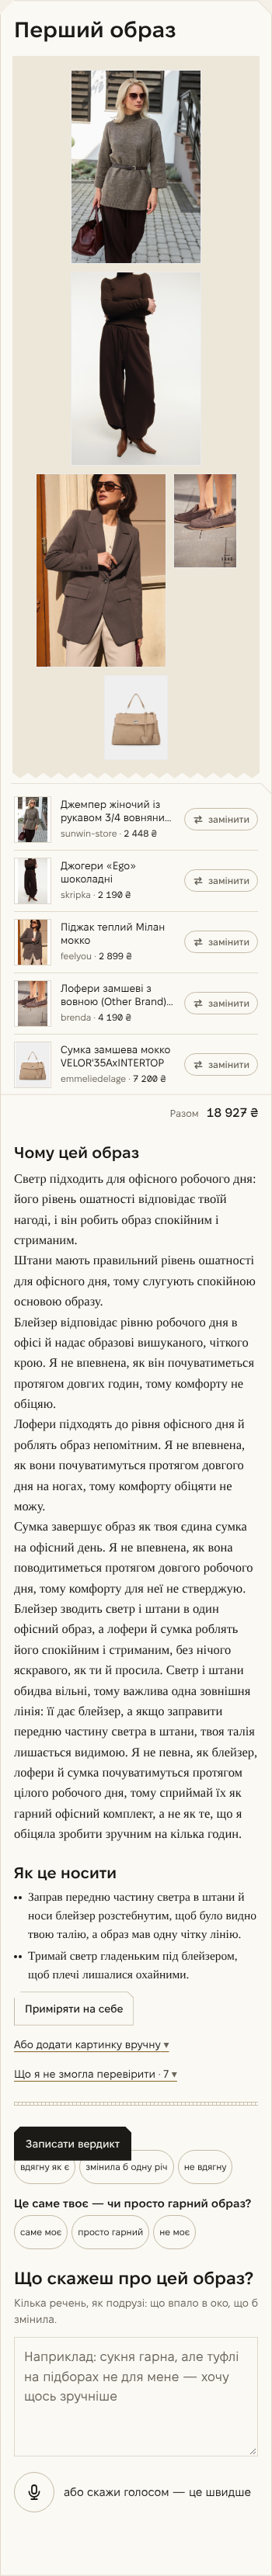 Перший образ
Джемпер жіночий із
рукавом 3/4 вовняни...
sunwin-store · 2 448 ₴
замінити
Джогери «Ego»
шоколадні
skripka · 2 190 ₴
замінити
Піджак теплий Мілан
мокко
feelyou · 2 899 ₴
замінити
Лофери замшеві з
вовною (Other Brand)...
brenda · 4 190 ₴
замінити
Сумка замшева мокко
VELOR'35AxINTERTOP
emmeliedelage · 7 200 ₴
замінити
Разом 18 927 ₴
Чому цей образ
Светр підходить для офісного робочого дня:
його рівень ошатності відповідає твоїй
нагоді, і він робить образ спокійним і
стриманим.
Штани мають правильний рівень ошатності
для офісного дня, тому слугують спокійною
основою образу.
Блейзер відповідає рівню робочого дня в
офісі й надає образові вишуканого, чіткого
крою. Я не впевнена, як він почуватиметься
протягом довгих годин, тому комфорту не
обіцяю.
Лофери підходять до рівня офісного дня й
роблять образ непомітним. Я не впевнена,
як вони почуватимуться протягом довгого
дня на ногах, тому комфорту обіцяти не
можу.
Сумка завершує образ як твоя єдина сумка
на офісний день. Я не впевнена, як вона
поводитиметься протягом довгого робочого
дня, тому комфорту для неї не стверджую.
Блейзер зводить светр і штани в один
офісний образ, а лофери й сумка роблять
його спокійним і стриманим, без нічого
яскравого, як ти й просила. Светр і штани
обидва вільні, тому важлива одна зовнішня
лінія: її дає блейзер, а якщо заправити
передню частину светра в штани, твоя талія
лишається видимою. Я не певна, як блейзер,
лофери й сумка почуватимуться протягом
цілого робочого дня, тому сприймай їх як
гарний офісний комплект, а не як те, що я
обіцяла зробити зручним на кілька годин.
Як це носити
Заправ передню частину светра в штани й
носи блейзер розстебнутим, щоб було видно
твою талію, а образ мав одну чітку лінію.
Тримай светр гладеньким під блейзером,
щоб плечі лишалися охайними.
Приміряти на себе
Або додати картинку вручну ▾
Що я не змогла перевірити · 7 ▾
Записати вердикт
вдягну як є
змінила б одну річ
не вдягну
Це саме твоє — чи просто гарний образ?
саме моє
просто гарний
не моє
Що скажеш про цей образ?
Кілька речень, як подрузі: що впало в око, що б
змінила.
Наприклад: сукня гарна, але туфлі
на підборах не для мене — хочу
щось зручніше
або скажи голосом — це швидше